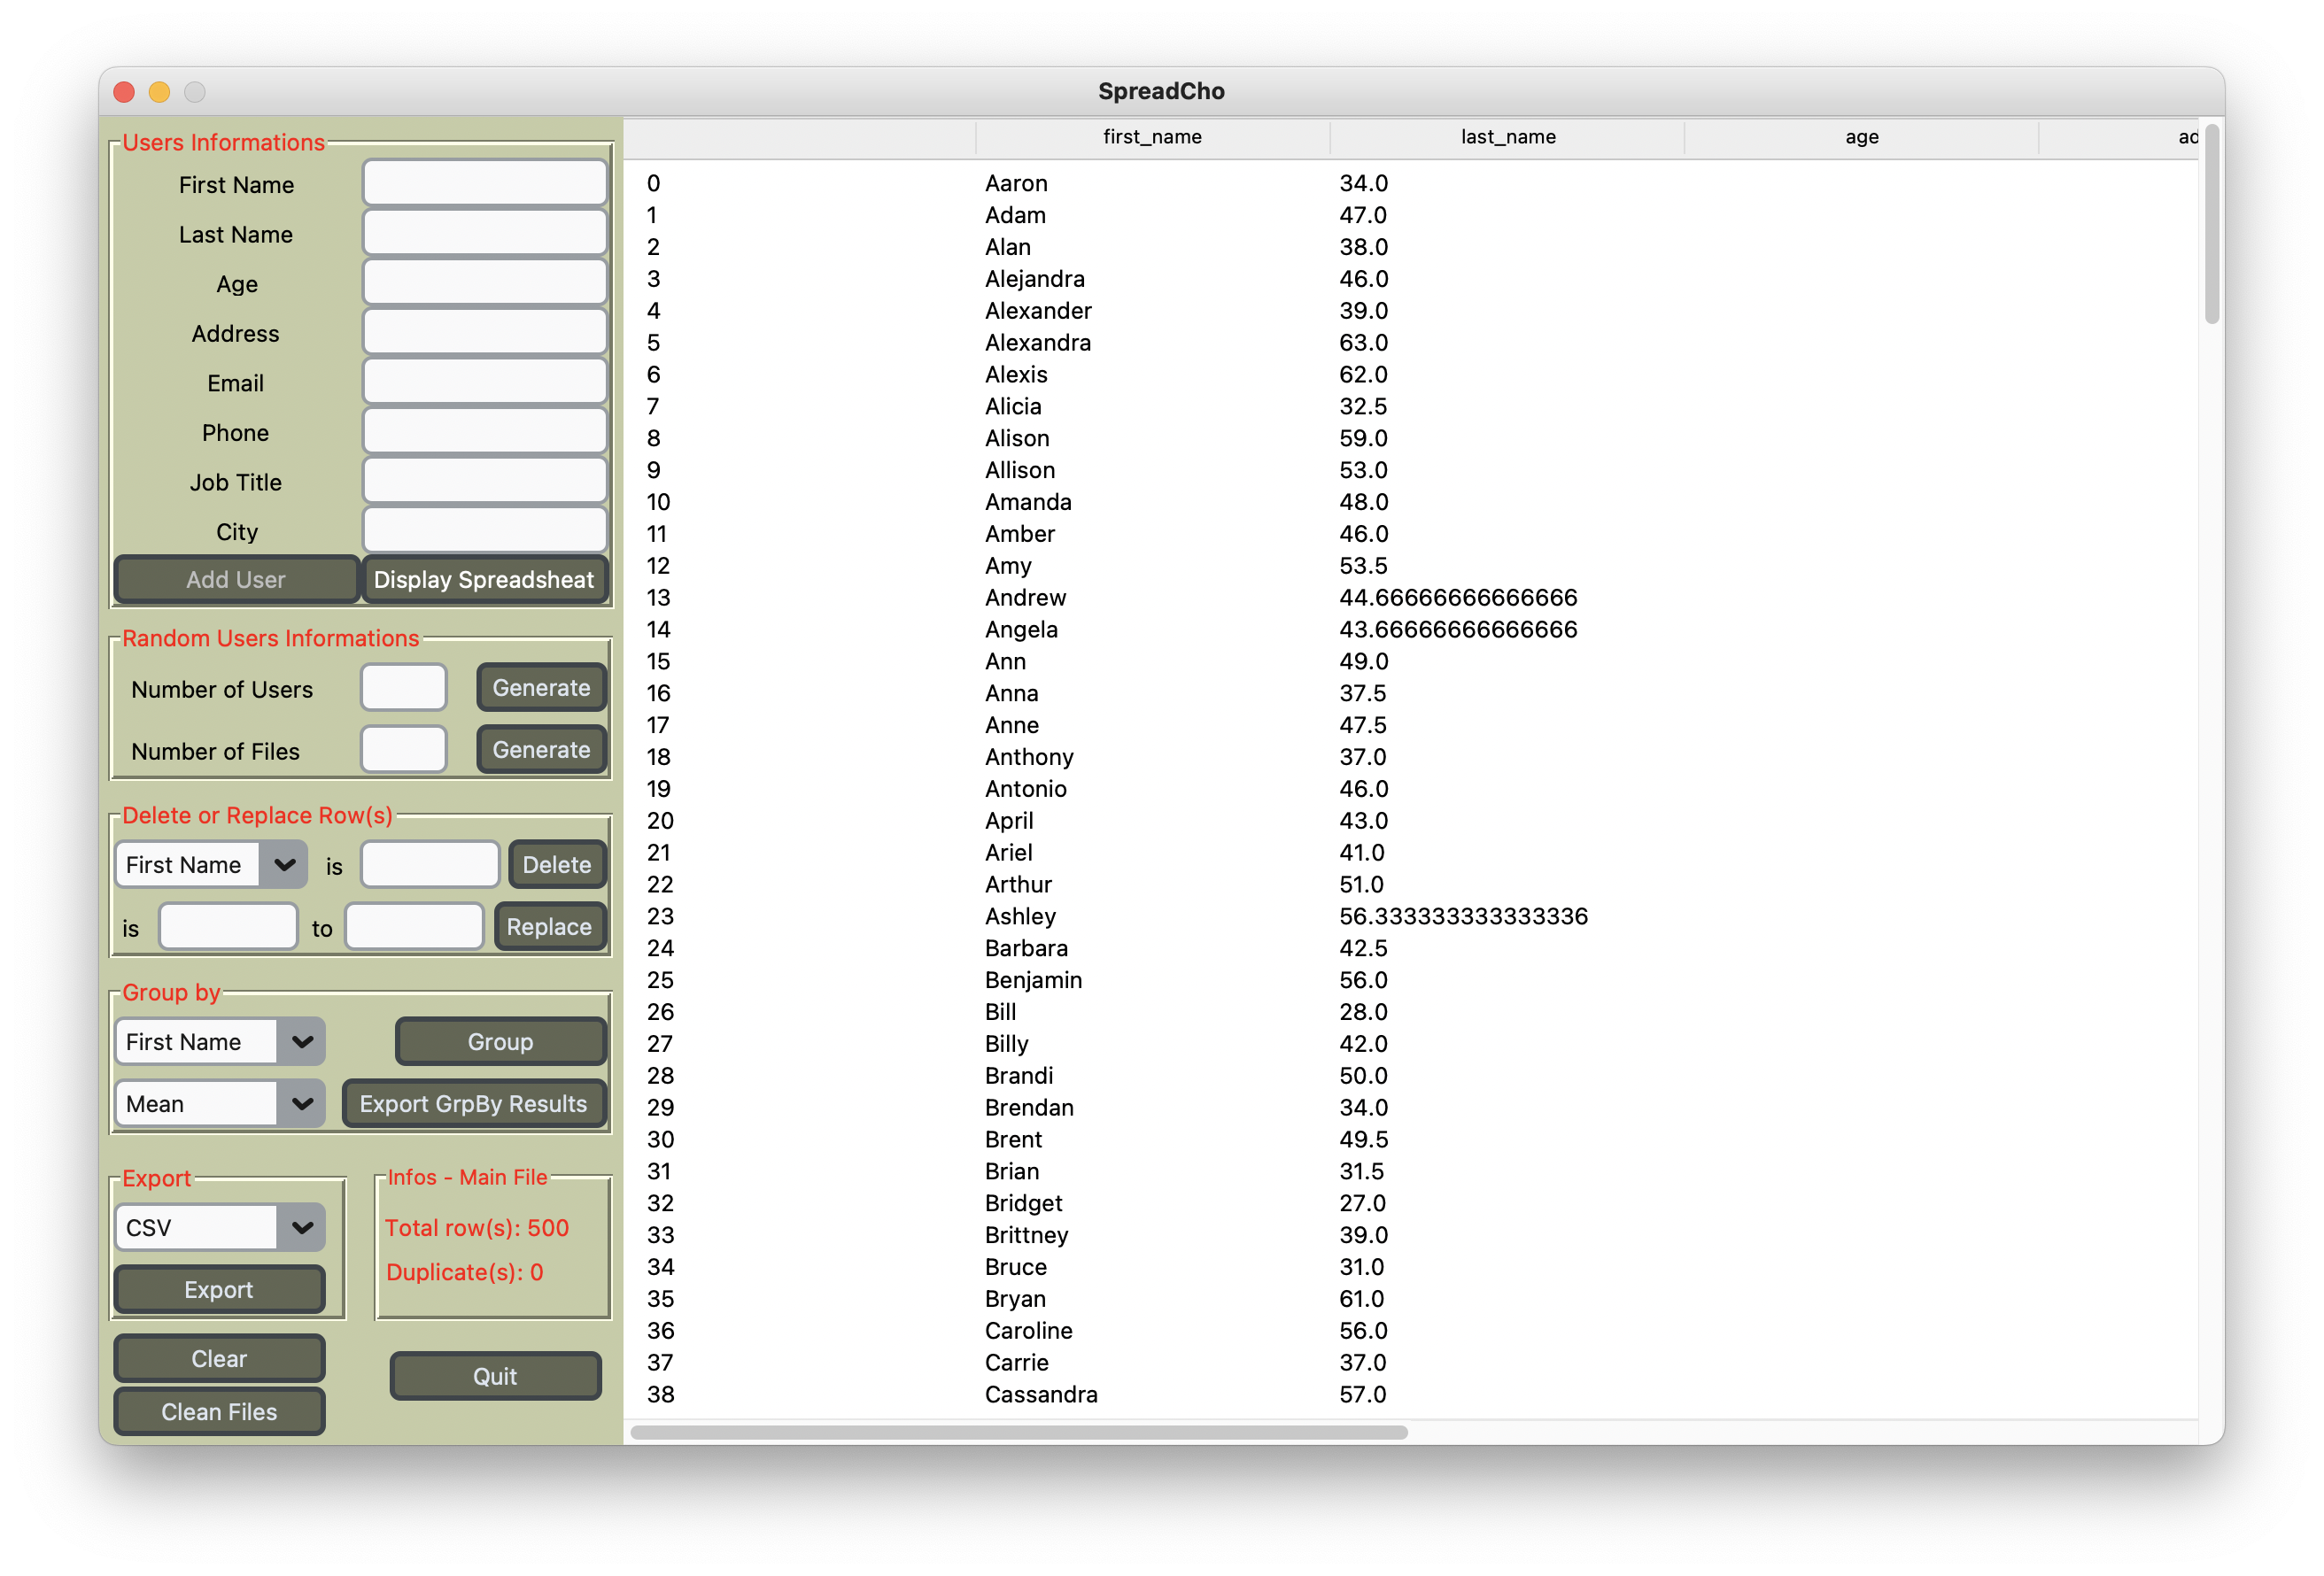 SpreadCho
Users Informations
First Name
Last Name
Age
Address
Email
Phone
Job Title
City
Add User Display Spreadsheat
Random Users Informations
Number of Users Generate
Number of Files Generate
Delete or Replace Row(s)
First Name is Delete
is to Replace
Group by
First Name Group
Mean Export GrpBy Results
Export
CSV
Export
Infos - Main File
Total row(s): 500
Duplicate(s): 0
Clear
Clean Files
Quit
first_name last_name age ad
0 Aaron 34.0
1 Adam 47.0
2 Alan 38.0
3 Alejandra 46.0
4 Alexander 39.0
5 Alexandra 63.0
6 Alexis 62.0
7 Alicia 32.5
8 Alison 59.0
9 Allison 53.0
10 Amanda 48.0
11 Amber 46.0
12 Amy 53.5
13 Andrew 44.66666666666666
14 Angela 43.66666666666666
15 Ann 49.0
16 Anna 37.5
17 Anne 47.5
18 Anthony 37.0
19 Antonio 46.0
20 April 43.0
21 Ariel 41.0
22 Arthur 51.0
23 Ashley 56.333333333333336
24 Barbara 42.5
25 Benjamin 56.0
26 Bill 28.0
27 Billy 42.0
28 Brandi 50.0
29 Brendan 34.0
30 Brent 49.5
31 Brian 31.5
32 Bridget 27.0
33 Brittney 39.0
34 Bruce 31.0
35 Bryan 61.0
36 Caroline 56.0
37 Carrie 37.0
38 Cassandra 57.0